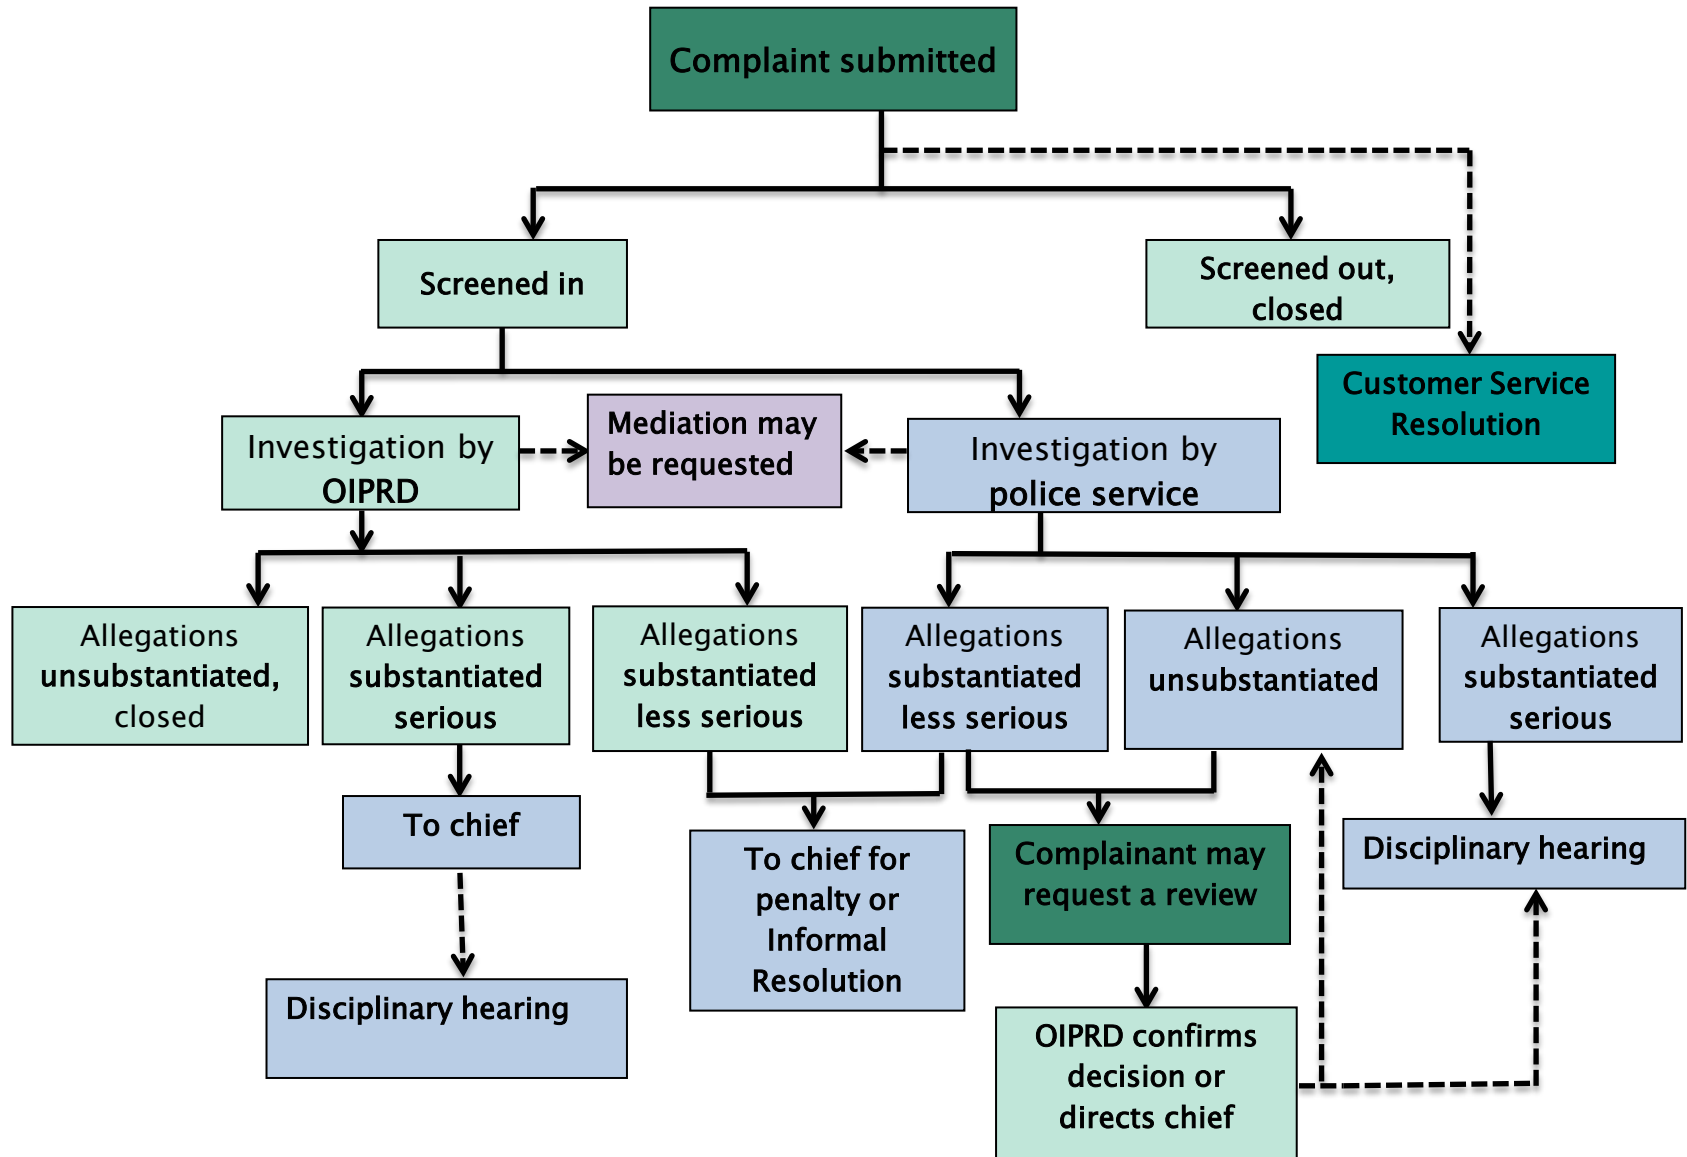 Complaint submitted
Screened in
Screened out,
closed
Customer Service
Resolution
Investigation by
OIPRD
Mediation may
be requested
Investigation by
police service
Allegations
unsubstantiated,
closed
Allegations
substantiated
serious
Allegations
substantiated
less serious
Allegations
substantiated
less serious
Allegations
unsubstantiated
Allegations
substantiated
serious
To chief
To chief for
penalty or
Informal
Resolution
Complainant may
request a review
Disciplinary hearing
Disciplinary hearing
OIPRD confirms
decision or
directs chief